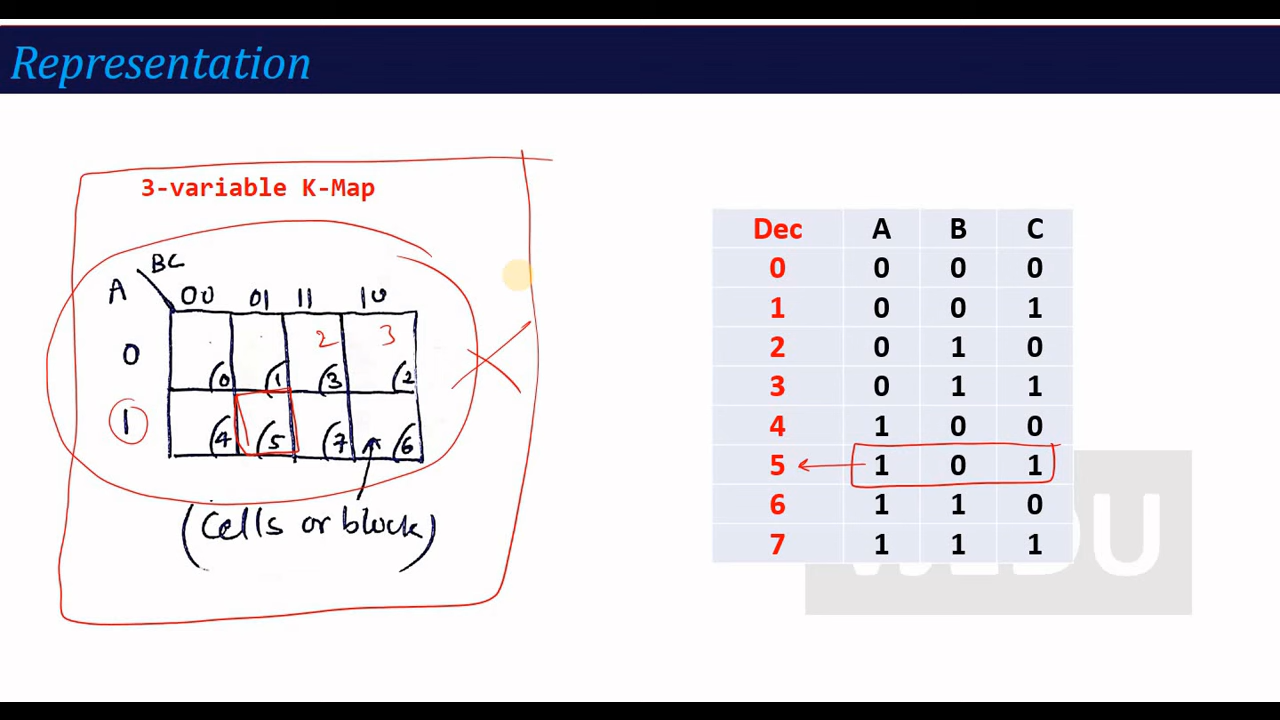 Representation
3-variable K-Map
A BC
00 01 11 10
0
2 3
(0 (1 (3 (2
1
(4 (5 (7 (6
(Cells or block)
Dec A B C
0 0 0 0
1 0 0 1
2 0 1 0
3 0 1 1
4 1 0 0
5 1 0 1
6 1 1 0
7 1 1 1